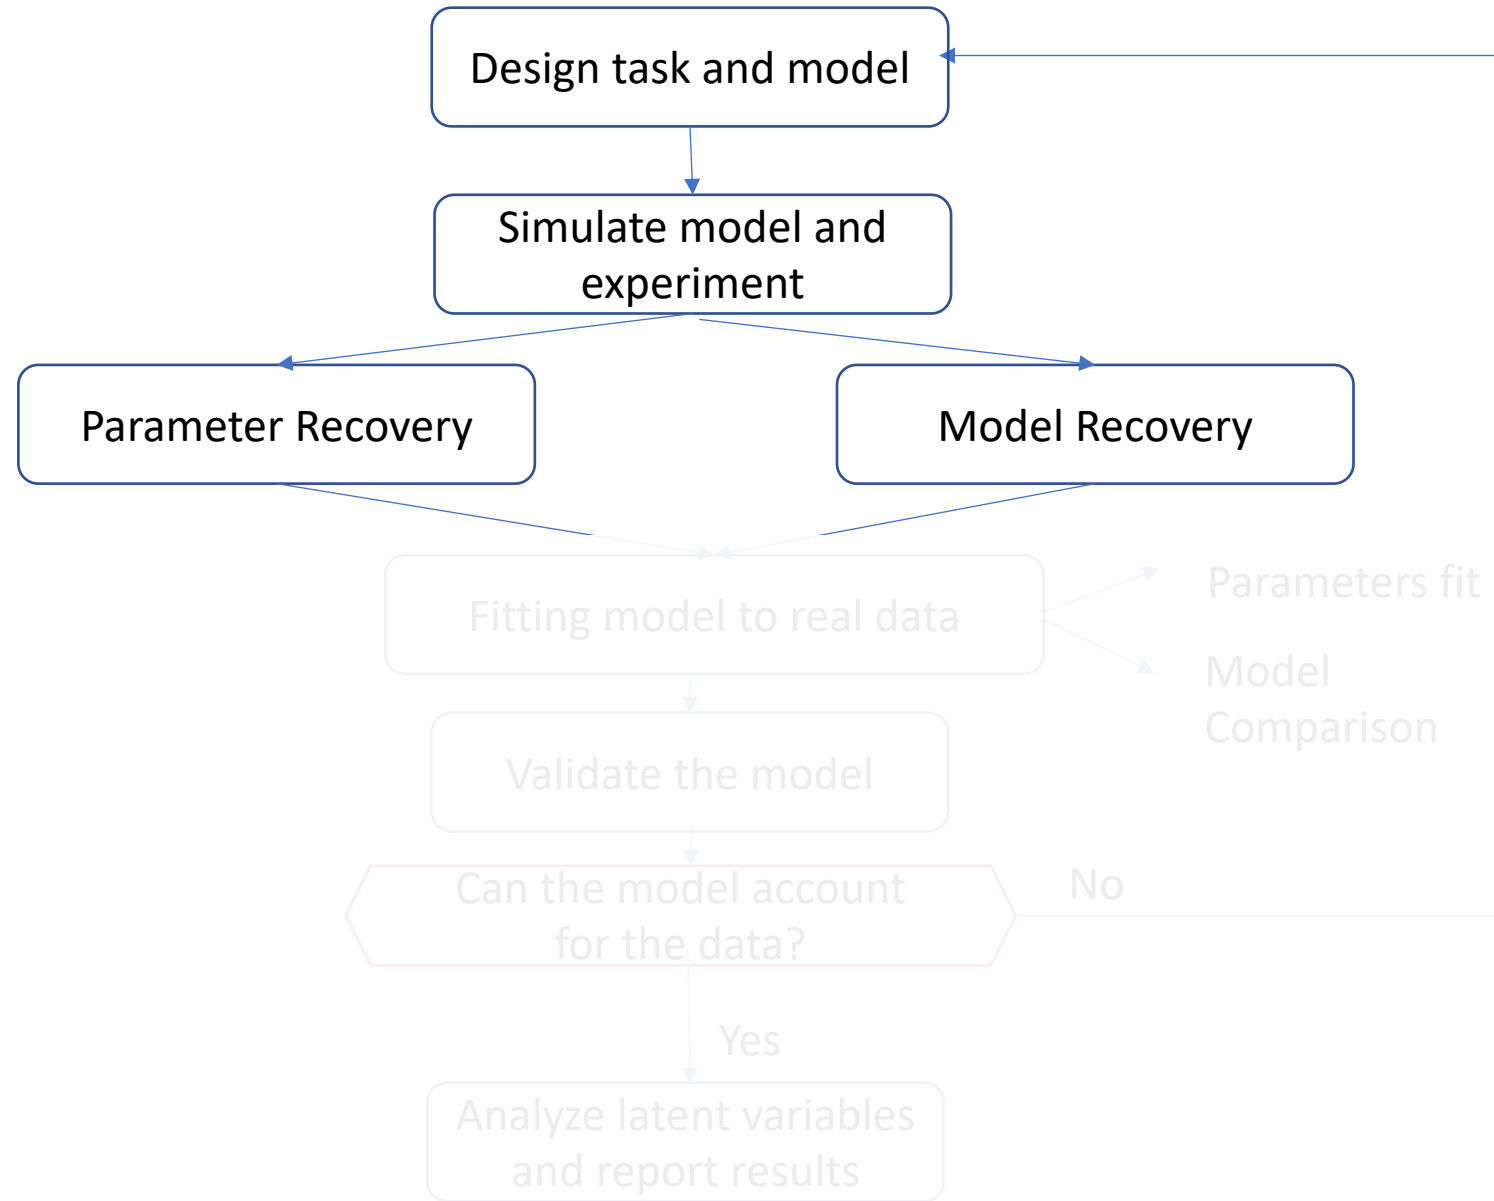 Design task and model
Simulate model and
experiment
Parameter Recovery
Model Recovery
Fitting model to real data
Parameters fit
Model
Comparison
Validate the model
Can the model account
for the data?
No
Yes
Analyze latent variables
and report results